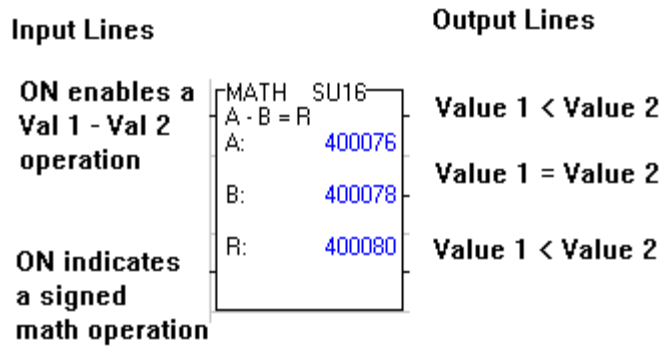 Input Lines
Output Lines
ON enables a
Val 1 - Val 2
operation
MATH SU16
A - B = R
A: 400076
B: 400078
R: 400080
ON indicates
a signed
math operation
Value 1 < Value 2
Value 1 = Value 2
Value 1 < Value 2